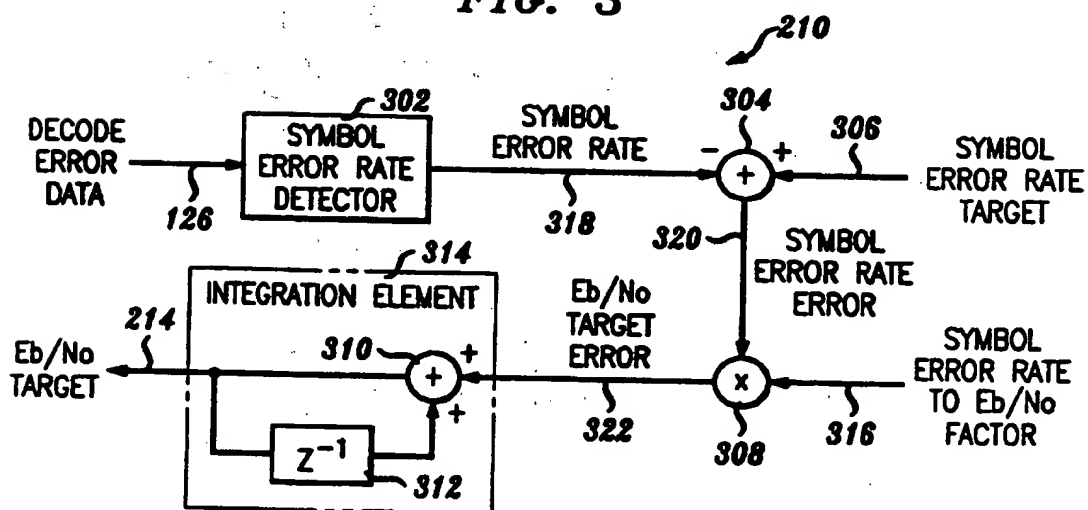 FIG. 3
210
302
304
306
DECODE
ERROR
DATA
126
SYMBOL
ERROR RATE
DETECTOR
SYMBOL
ERROR RATE
318
-
+
+
SYMBOL
ERROR RATE
TARGET
320
SYMBOL
ERROR RATE
ERROR
314
INTEGRATION ELEMENT
214
Eb/No
TARGET
310
+
+
+
Z⁻¹
312
Eb/No
TARGET
ERROR
322
x
308
316
SYMBOL
ERROR RATE
TO Eb/No
FACTOR